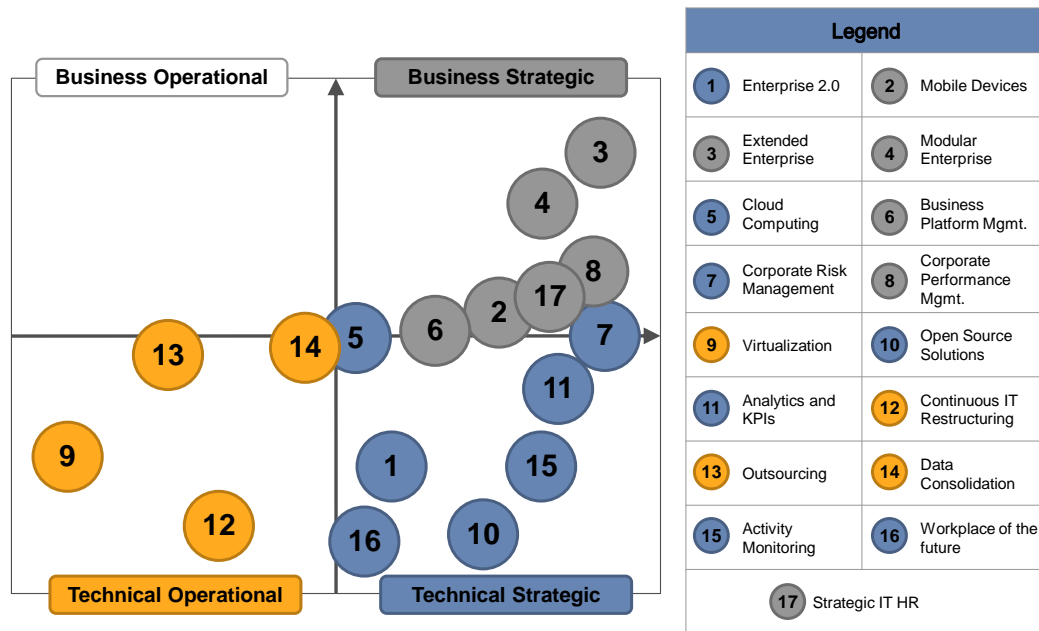 Legend
Business Operational
Business Strategic
1
Enterprise 2.0
2
Mobile Devices
3
Extended
Enterprise
4
Modular
Enterprise
5
Cloud
Computing
6
Business
Platform Mgmt.
7
Corporate Risk
Management
8
Corporate
Performance
Mgmt.
9
Virtualization
10
Open Source
Solutions
11
Analytics and
KPIs
12
Continuous IT
Restructuring
13
Outsourcing
14
Data
Consolidation
15
Activity
Monitoring
16
Workplace of the
future
17
Strategic IT HR
3
4
8
17
2
6
7
5
14
13
11
9
1
15
12
16
10
Technical Operational
Technical Strategic